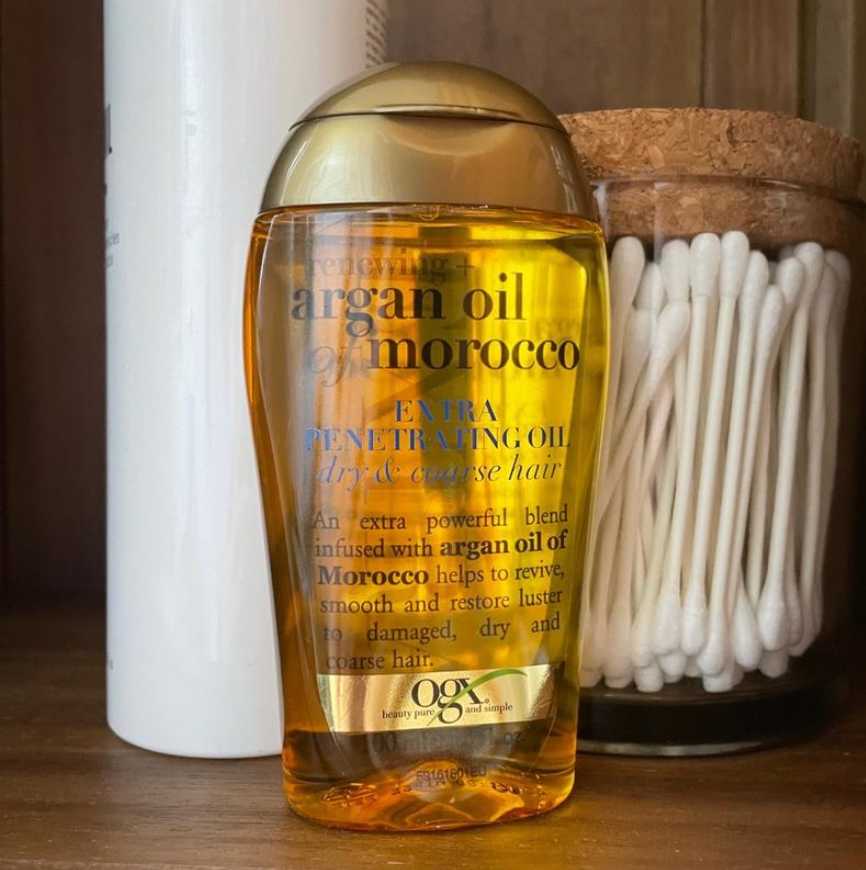 renewing +
argan oil
of morocco
EXTRA
PENETRATING OIL
dry & coarse hair
An extra powerful blend
infused with argan oil of
Morocco helps to revive,
smooth and restore luster
to damaged, dry and
coarse hair.
ogx
beauty pure and simple
100 ml